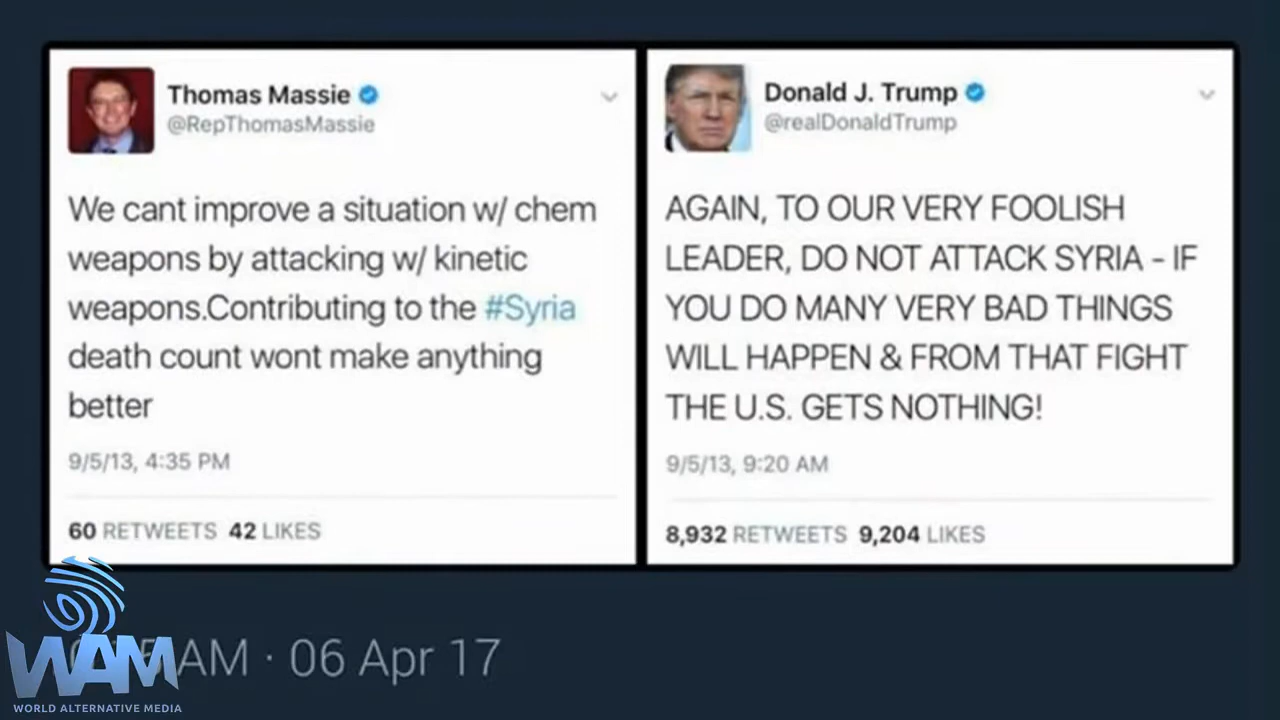 Thomas Massie
@RepThomasMassie
We cant improve a situation w/ chem
weapons by attacking w/ kinetic
weapons.Contributing to the #Syria
death count wont make anything
better
9/5/13, 4:35 PM
60 RETWEETS 42 LIKES
Donald J. Trump
@realDonaldTrump
AGAIN, TO OUR VERY FOOLISH
LEADER, DO NOT ATTACK SYRIA - IF
YOU DO MANY VERY BAD THINGS
WILL HAPPEN & FROM THAT FIGHT
THE U.S. GETS NOTHING!
9/5/13, 9:20 AM
8,932 RETWEETS 9,204 LIKES
AM · 06 Apr 17
WAM
WORLD ALTERNATIVE MEDIA